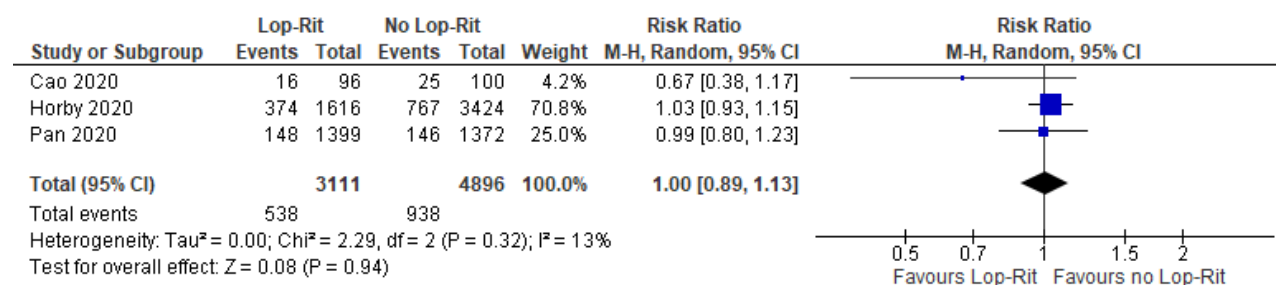 Lop-Rit No Lop-Rit Risk Ratio Risk Ratio
Study or Subgroup Events Total Events Total Weight M-H, Random, 95% CI M-H, Random, 95% CI
Cao 2020 16 96 25 100 4.2% 0.67 [0.38, 1.17]
Horby 2020 374 1616 767 3424 70.8% 1.03 [0.93, 1.15]
Pan 2020 148 1399 146 1372 25.0% 0.99 [0.80, 1.23]
Total (95% CI) 3111 4896 100.0% 1.00 [0.89, 1.13]
Total events 538 938
Heterogeneity: Tau² = 0.00; Chi² = 2.29, df = 2 (P = 0.32); I² = 13%
Test for overall effect: Z = 0.08 (P = 0.94)
0.5 0.7 1 1.5 2
Favours Lop-Rit Favours no Lop-Rit